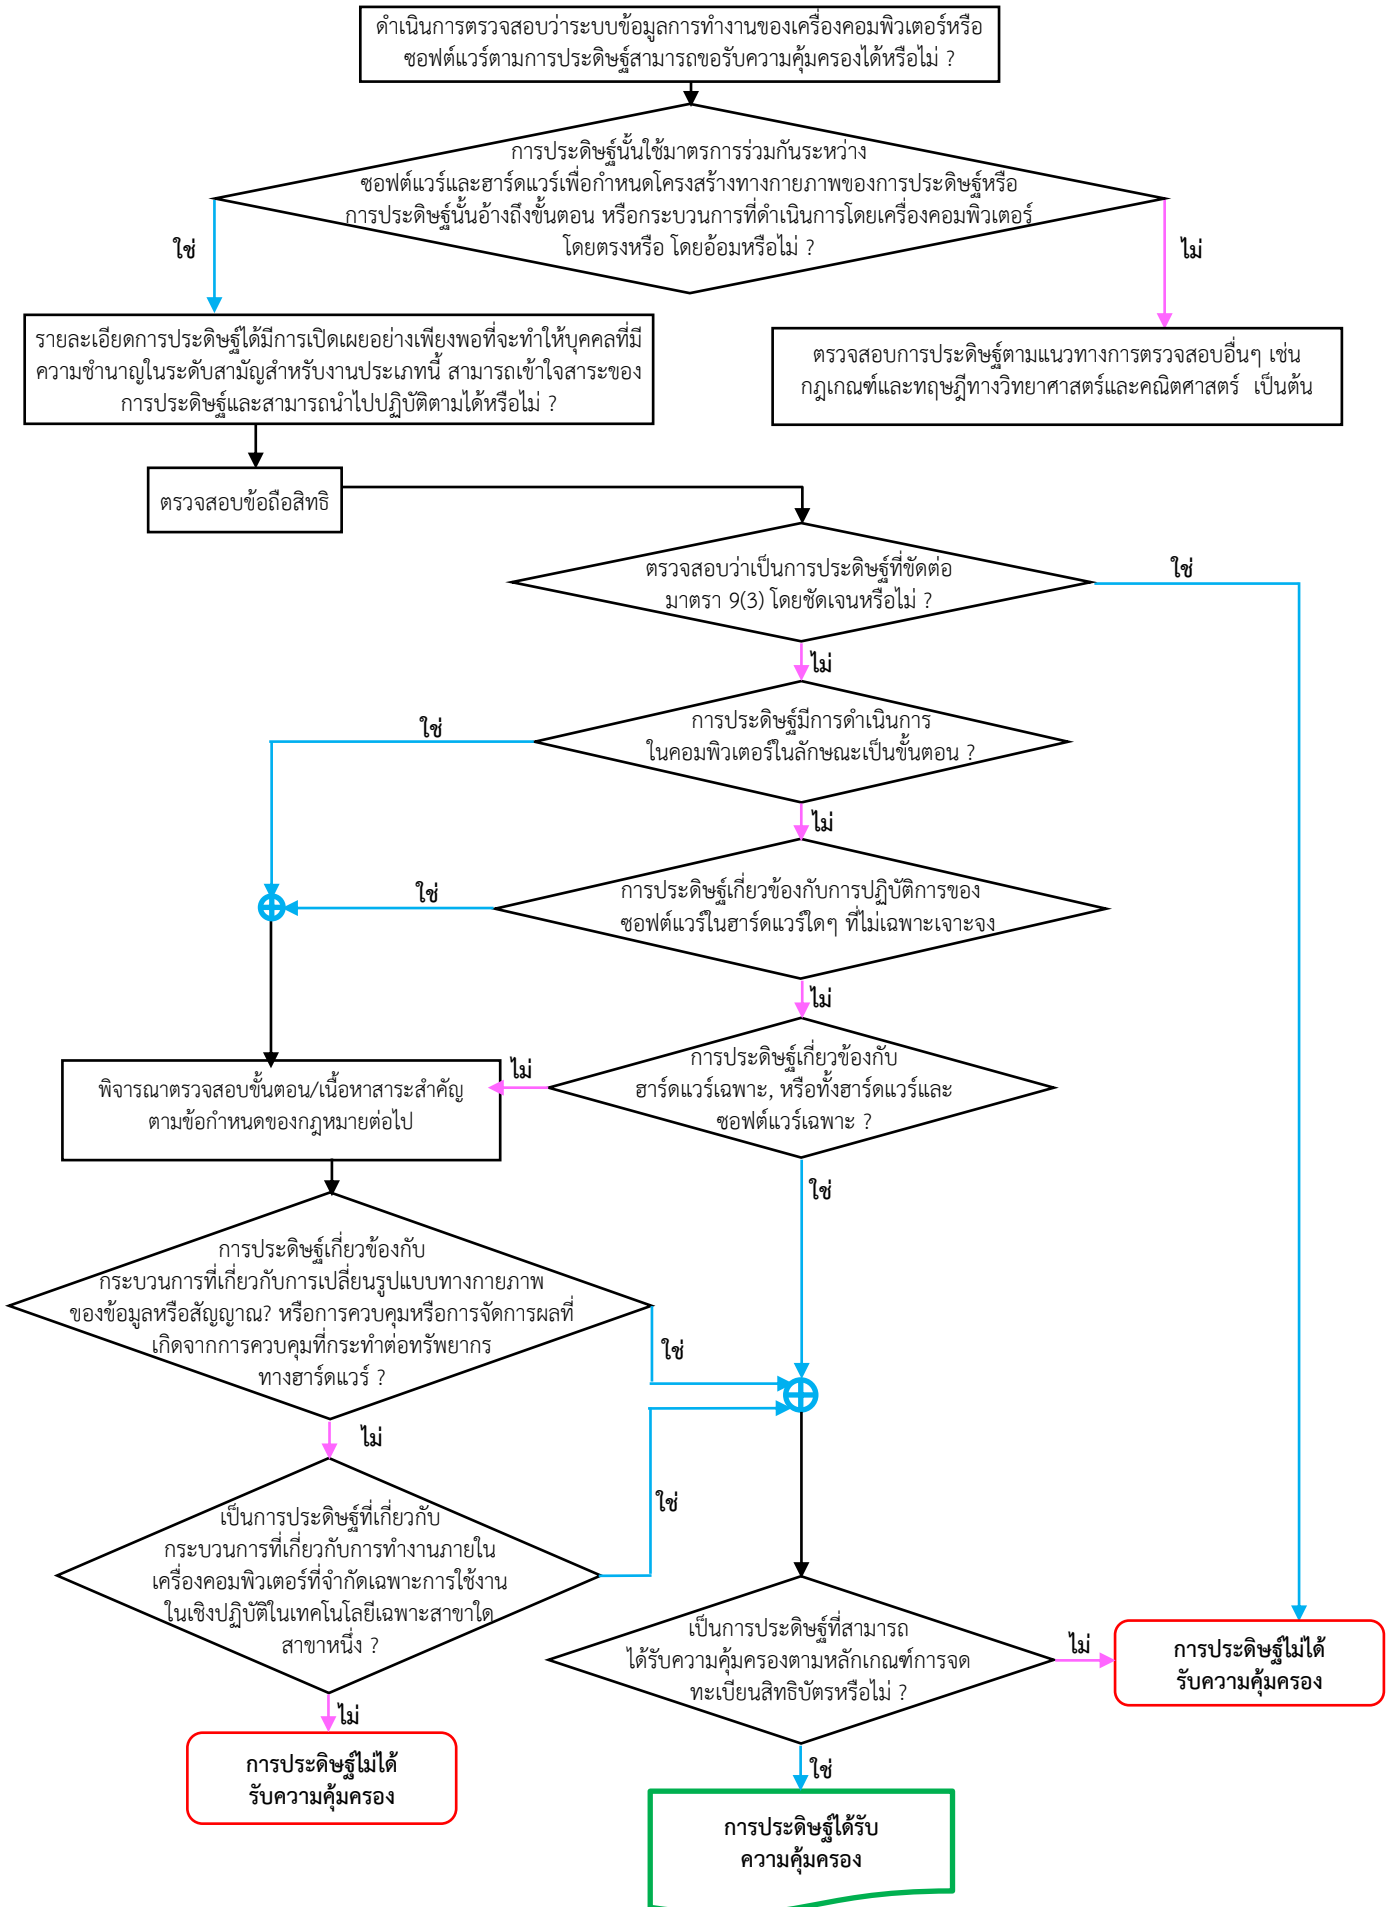 ดำเนินการตรวจสอบว่าระบบข้อมูลการทำงานของเครื่องคอมพิวเตอร์หรือ
ซอฟต์แวร์ตามการประดิษฐ์สามารถขอรับความคุ้มครองได้หรือไม่ ?
การประดิษฐ์นั้นใช้มาตรการร่วมกันระหว่าง
ซอฟต์แวร์และฮาร์ดแวร์เพื่อกำหนดโครงสร้างทางกายภาพของการประดิษฐ์หรือ
การประดิษฐ์นั้นอ้างถึงขั้นตอน หรือกระบวนการที่ดำเนินการโดยเครื่องคอมพิวเตอร์
โดยตรงหรือ โดยอ้อมหรือไม่ ?
ใช่
ไม่
รายละเอียดการประดิษฐ์ได้มีการเปิดเผยอย่างเพียงพอที่จะทำให้บุคคลที่มี
ความชำนาญในระดับสามัญสำหรับงานประเภทนี้ สามารถเข้าใจสาระของ
การประดิษฐ์และสามารถนำไปปฏิบัติตามได้หรือไม่ ?
ตรวจสอบการประดิษฐ์ตามแนวทางการตรวจสอบอื่นๆ เช่น
กฎเกณฑ์และทฤษฎีทางวิทยาศาสตร์และคณิตศาสตร์ เป็นต้น
ตรวจสอบข้อถือสิทธิ
ตรวจสอบว่าเป็นการประดิษฐ์ที่ขัดต่อ
มาตรา 9(3) โดยชัดเจนหรือไม่ ?
ใช่
ไม่
การประดิษฐ์มีการดำเนินการ
ในคอมพิวเตอร์ในลักษณะเป็นขั้นตอน ?
ใช่
ไม่
การประดิษฐ์เกี่ยวข้องกับการปฏิบัติการของ
ซอฟต์แวร์ในฮาร์ดแวร์ใดๆ ที่ไม่เฉพาะเจาะจง
ใช่
ไม่
การประดิษฐ์เกี่ยวข้องกับ
ฮาร์ดแวร์เฉพาะ, หรือทั้งฮาร์ดแวร์และ
ซอฟต์แวร์เฉพาะ ?
ไม่
ใช่
พิจารณาตรวจสอบขั้นตอน/เนื้อหาสาระสำคัญ
ตามข้อกำหนดของกฎหมายต่อไป
การประดิษฐ์เกี่ยวข้องกับ
กระบวนการที่เกี่ยวกับการเปลี่ยนรูปแบบทางกายภาพ
ของข้อมูลหรือสัญญาณ? หรือการควบคุมหรือการจัดการผลที่
เกิดจากการควบคุมที่กระทำต่อทรัพยากร
ทางฮาร์ดแวร์ ?
ใช่
ไม่
เป็นการประดิษฐ์ที่เกี่ยวกับ
กระบวนการที่เกี่ยวกับการทำงานภายใน
เครื่องคอมพิวเตอร์ที่จำกัดเฉพาะการใช้งาน
ในเชิงปฏิบัติในเทคโนโลยีเฉพาะสาขาใด
สาขาหนึ่ง ?
ใช่
ไม่
การประดิษฐ์ไม่ได้
รับความคุ้มครอง
เป็นการประดิษฐ์ที่สามารถ
ได้รับความคุ้มครองตามหลักเกณฑ์การจด
ทะเบียนสิทธิบัตรหรือไม่ ?
ไม่
การประดิษฐ์ไม่ได้
รับความคุ้มครอง
ใช่
การประดิษฐ์ได้รับ
ความคุ้มครอง